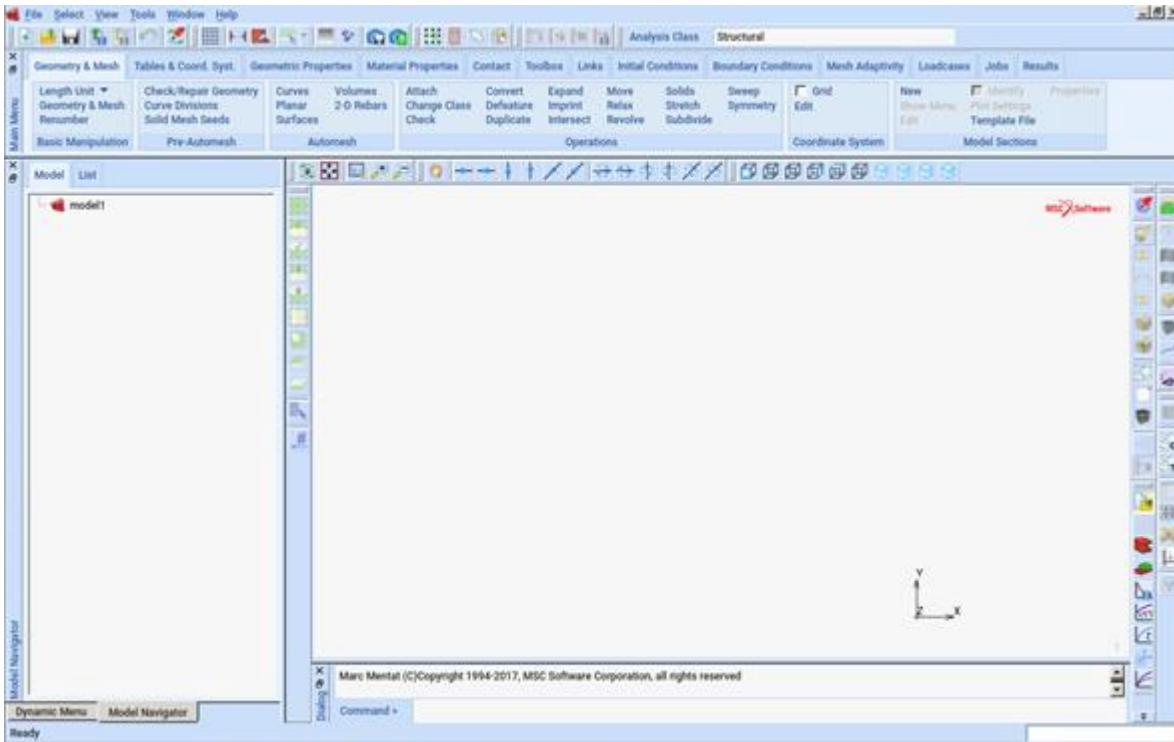 File Select View Tools Window Help
Analysis Class Structural
Geometry & Mesh Tables & Coord. Syst. Geometric Properties Material Properties Contact Toolbox Links Initial Conditions Boundary Conditions Mesh Adaptivity Loadcases Jobs Results
Length Unit Check/Repair Geometry Curves Volumes Attach Convert Expand Move Solids Sweep Grid New Identify Properties
Geometry & Mesh Curve Divisions Planar 2-D Rebars Change Class Defeature Imprint Relax Stretch Symmetry Edit Show Menu Plot Settings
Renumber Solid Mesh Seeds Surfaces Check Duplicate Intersect Revolve Subdivide Edit Template File
Basic Manipulation Pre-Automesh Automesh Operations Coordinate System Model Sections
Main Menu
Model List
model1
MSC Software
Y
Z X
Model Navigator
Marc Mentat (C)Copyright 1994-2017, MSC Software Corporation, all rights reserved
Dialog
Command >
Dynamic Menu Model Navigator
Ready